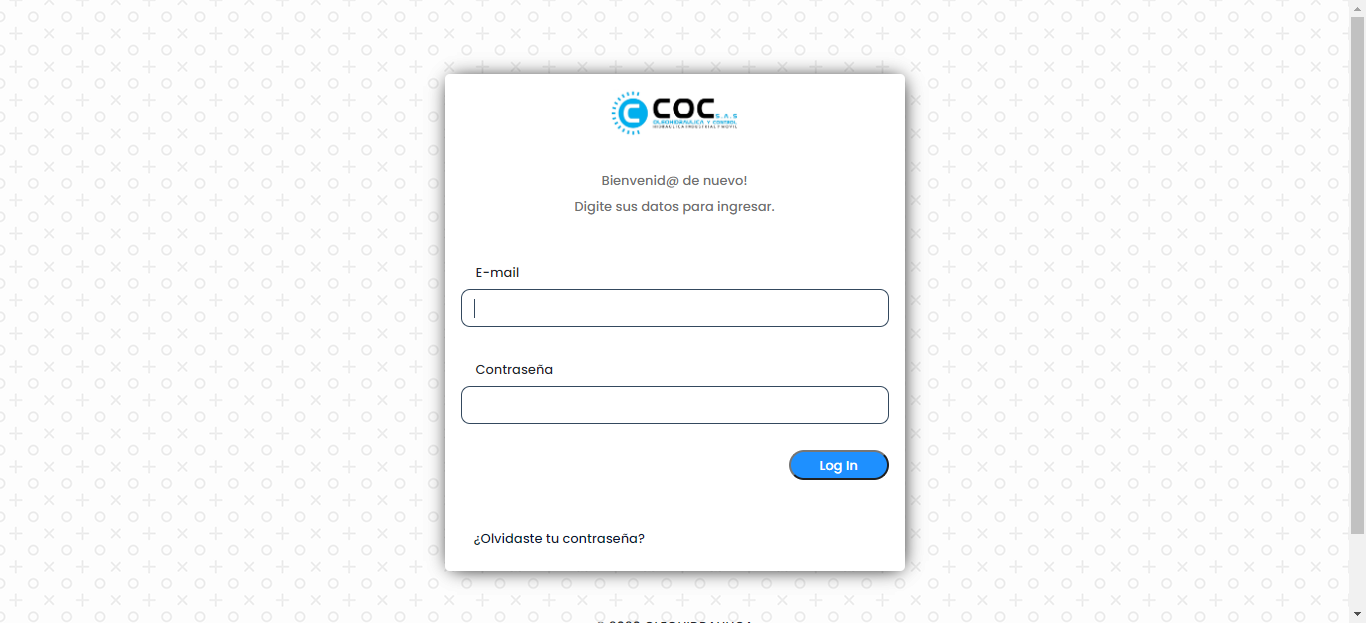 COC S.A.S
OLEOHIDRAULICA Y CONTROL
HIDRAULICA INDUSTRIAL Y MOVIL
Bienvenid@ de nuevo!
Digite sus datos para ingresar.
E-mail
Contraseña
Log In
¿Olvidaste tu contraseña?